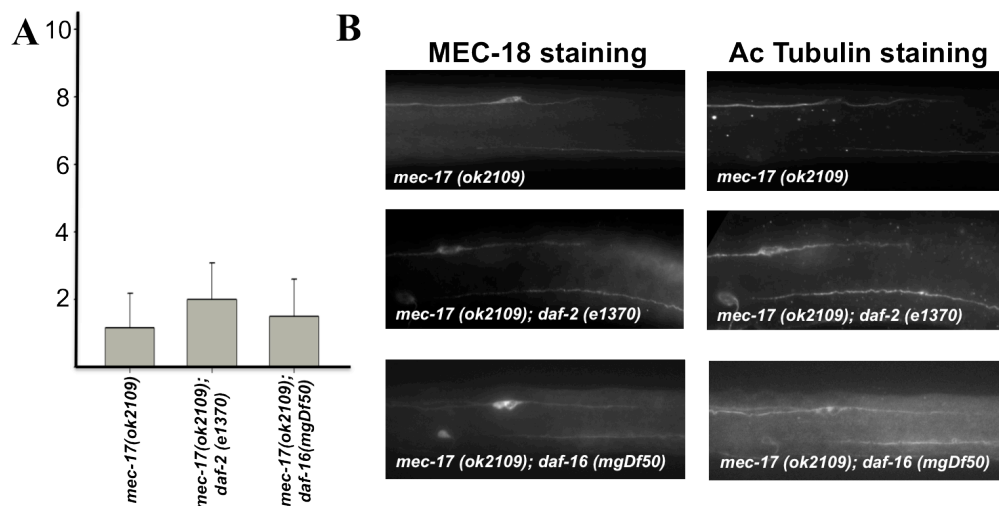 A
10
8
6
4
2
mec-17(ok2109)
mec-17(ok2109);
daf-2 (e1370)
mec-17(ok2109);
daf-16(mgDf50)
B
MEC-18 staining
Ac Tubulin staining
mec-17 (ok2109)
mec-17 (ok2109)
mec-17 (ok2109); daf-2 (e1370)
mec-17 (ok2109); daf-2 (e1370)
mec-17 (ok2109); daf-16 (mgDf50)
mec-17 (ok2109); daf-16 (mgDf50)